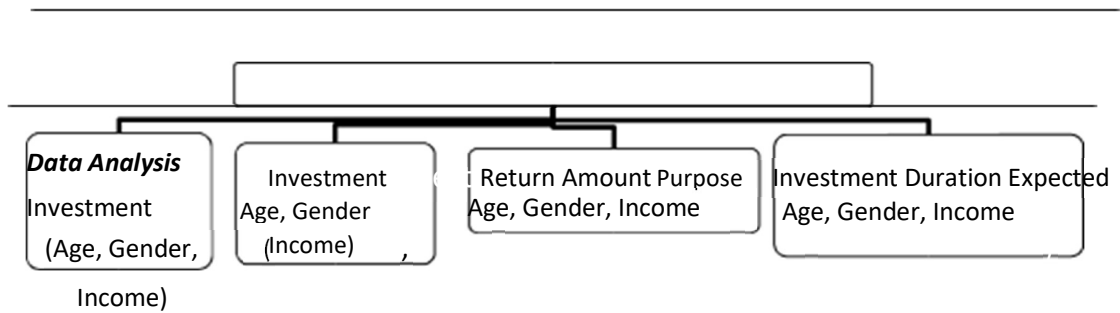 Data Analysis
Investment
(Age, Gender,
Income)
Investment
Age, Gender
(Income) ,
Return Amount Purpose
Age, Gender, Income
Investment Duration Expected
Age, Gender, Income